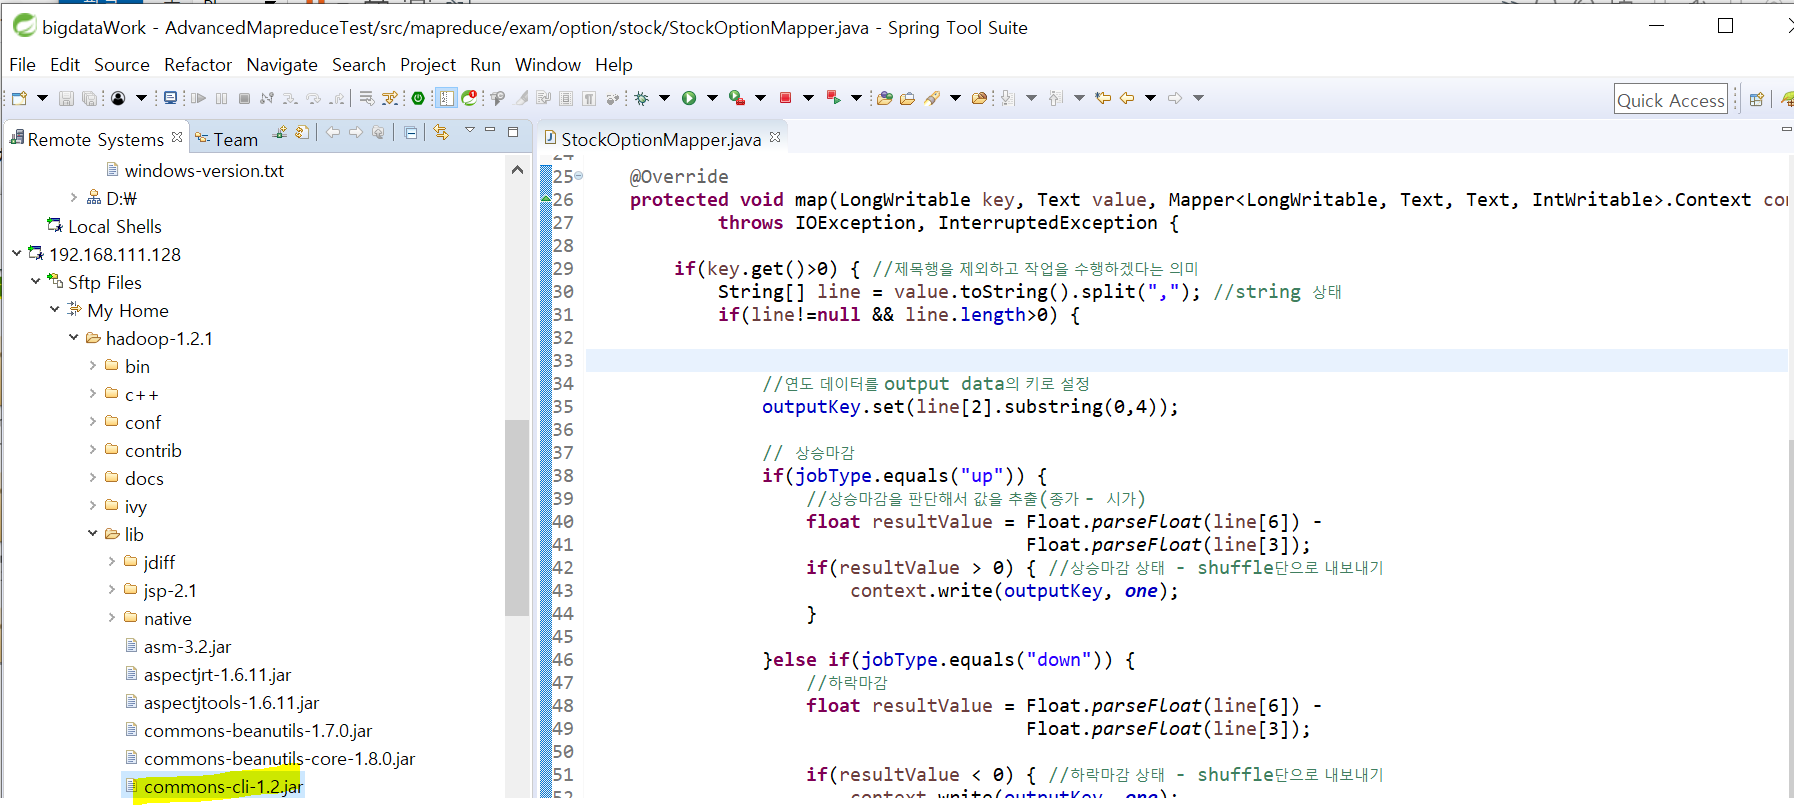 bigdataWork - AdvancedMapreduceTest/src/mapreduce/exam/option/stock/StockOptionMapper.java - Spring Tool Suite
File Edit Source Refactor Navigate Search Project Run Window Help
Quick Access
Remote Systems
Team
windows-version.txt
D:\
Local Shells
192.168.111.128
Sftp Files
My Home
hadoop-1.2.1
bin
c++
conf
contrib
docs
ivy
lib
jdiff
jsp-2.1
native
asm-3.2.jar
aspectjrt-1.6.11.jar
aspectjtools-1.6.11.jar
commons-beanutils-1.7.0.jar
commons-beanutils-core-1.8.0.jar
commons-cli-1.2.jar
StockOptionMapper.java
24
25 @Override
26 protected void map(LongWritable key, Text value, Mapper<LongWritable, Text, Text, IntWritable>.Context con
27 throws IOException, InterruptedException {
28
29 if(key.get()>0) { //제목행을 제외하고 작업을 수행하겠다는 의미
30 String[] line = value.toString().split(","); //string 상태
31 if(line!=null && line.length>0) {
32
33
34 //연도 데이터를 output data의 키로 설정
35 outputKey.set(line[2].substring(0,4));
36
37 // 상승마감
38 if(jobType.equals("up")) {
39 //상승마감을 판단해서 값을 추출(종가 - 시가)
40 float resultValue = Float.parseFloat(line[6]) -
41 Float.parseFloat(line[3]);
42 if(resultValue > 0) { //상승마감 상태 - shuffle단으로 내보내기
43 context.write(outputKey, one);
44 }
45
46 }else if(jobType.equals("down")) {
47 //하락마감
48 float resultValue = Float.parseFloat(line[6]) -
49 Float.parseFloat(line[3]);
50
51 if(resultValue < 0) { //하락마감 상태 - shuffle단으로 내보내기
52 context.write(outputKey, one);